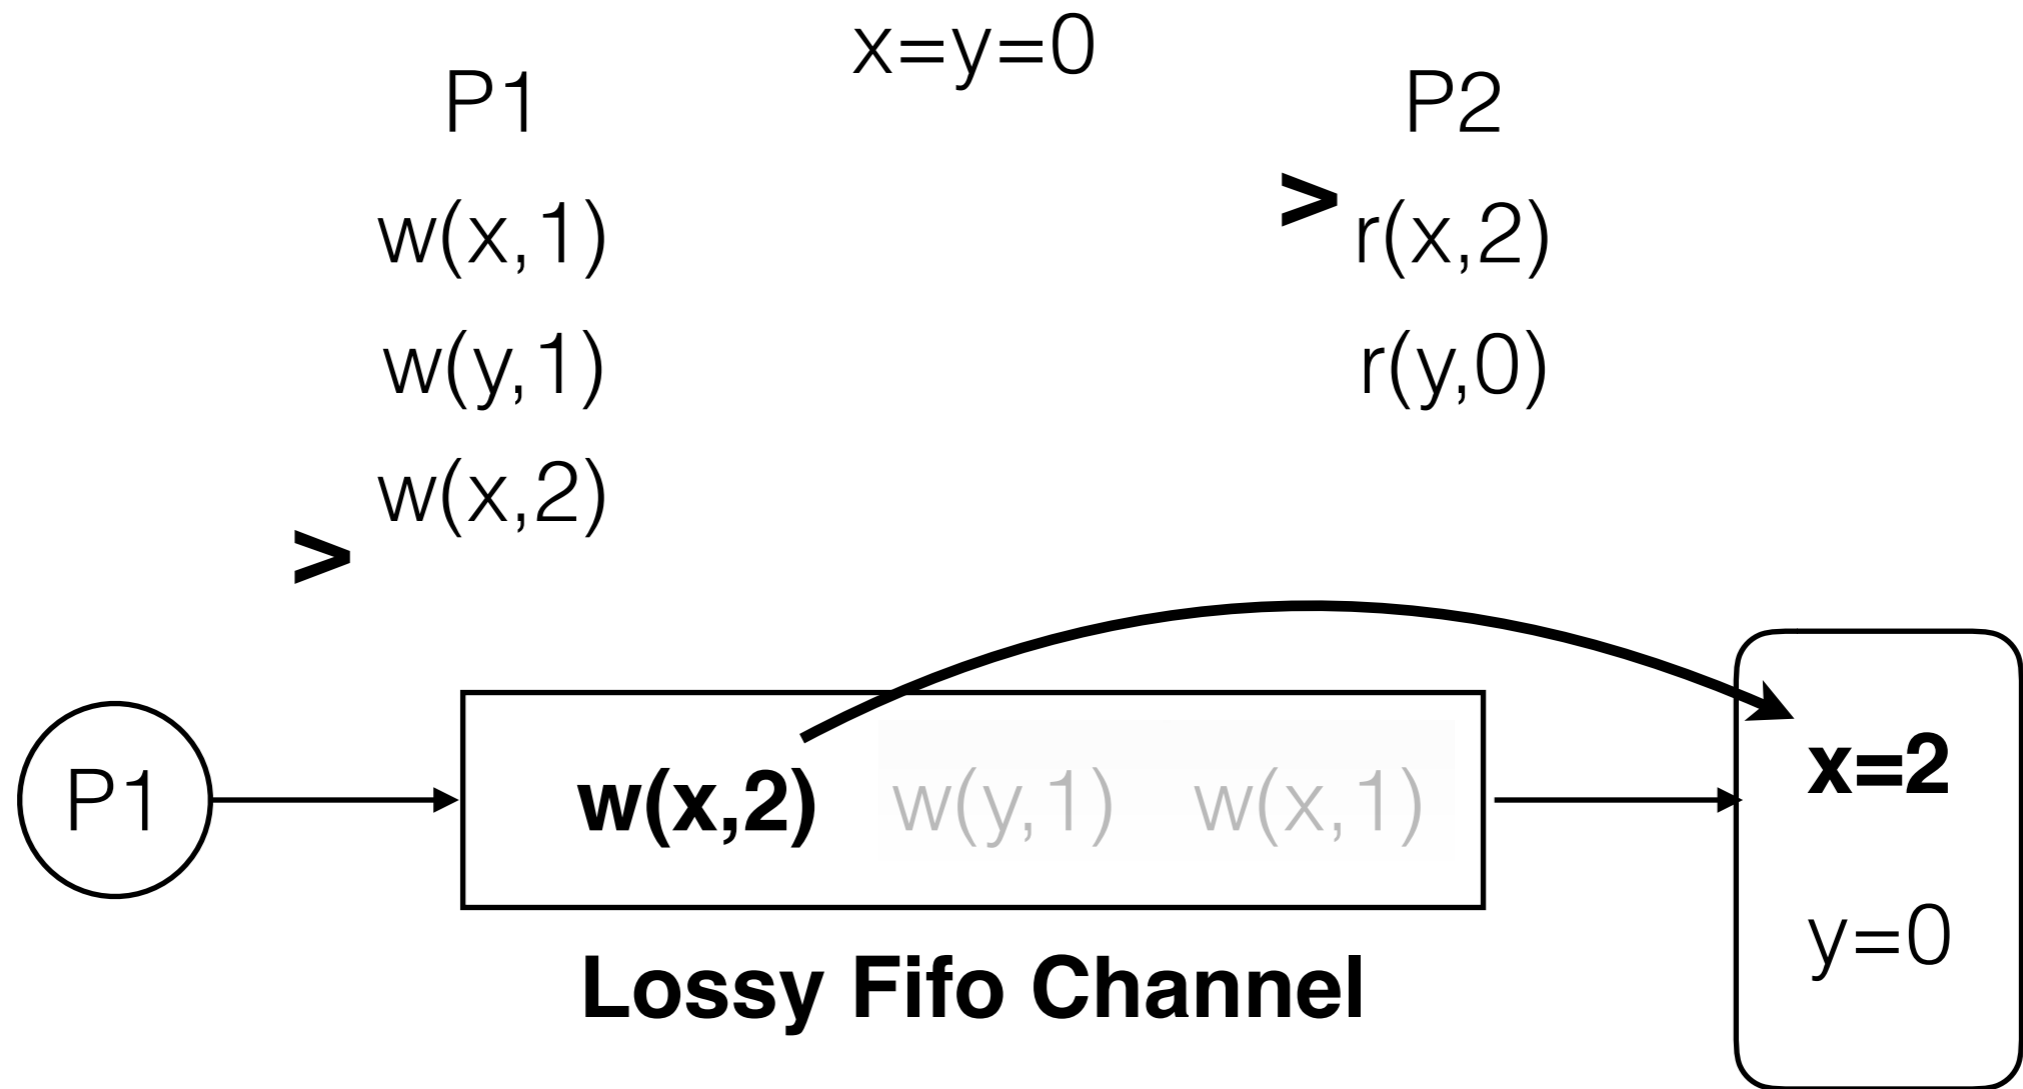 x=y=0
P1 P2
w(x,1) > r(x,2)
w(y,1) r(y,0)
w(x,2)
>
P1 w(x,2) w(y,1) w(x,1) x=2
y=0
Lossy Fifo Channel